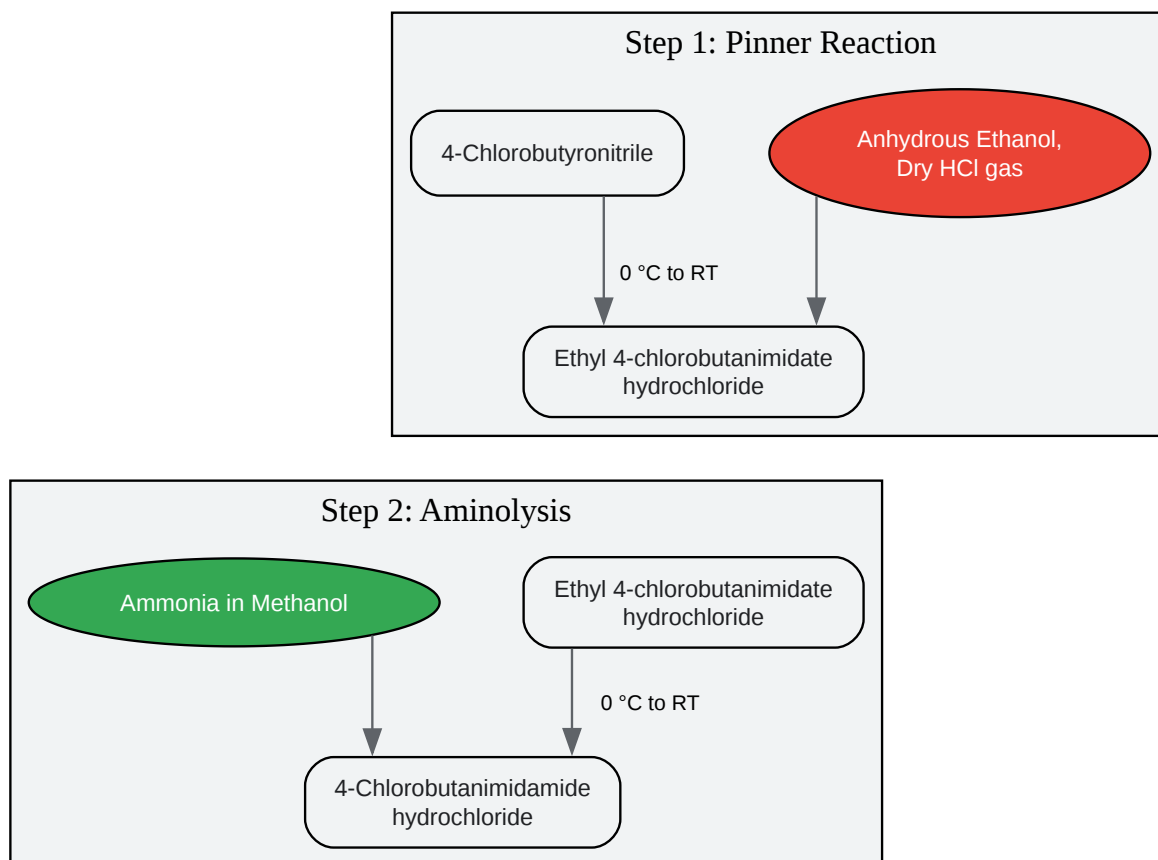 Step 1: Pinner Reaction
4-Chlorobutyronitrile
Anhydrous Ethanol,
Dry HCl gas
0 °C to RT
Ethyl 4-chlorobutanimidate
hydrochloride
Step 2: Aminolysis
Ammonia in Methanol
Ethyl 4-chlorobutanimidate
hydrochloride
0 °C to RT
4-Chlorobutanimidamide
hydrochloride